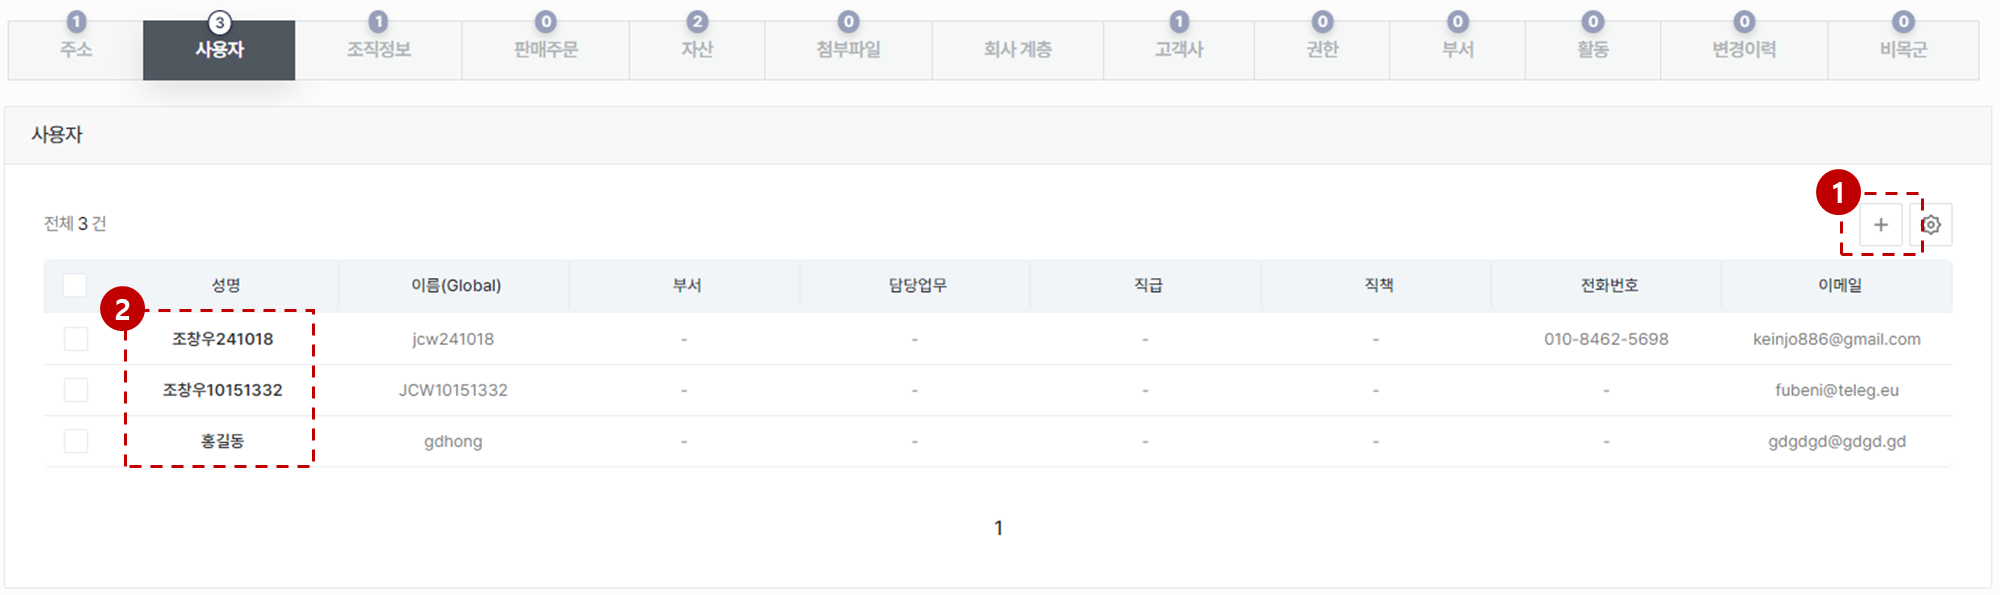 1 3 1 0 2 0 1 0 0 0 0 0
주소 사용자 조직정보 판매주문 자산 첨부파일 회사 계층 고객사 권한 부서 활동 변경이력 비목군
사용자
1
전체 3 건 +
성명 이름(Global) 부서 담당업무 직급 직책 전화번호 이메일
2
조창우241018 jcw241018 - - - - 010-8462-5698 keinjo886@gmail.com
조창우10151332 JCW10151332 - - - - - fubeni@teleg.eu
홍길동 gdhong - - - - - gdgdgd@gdgd.gd
1